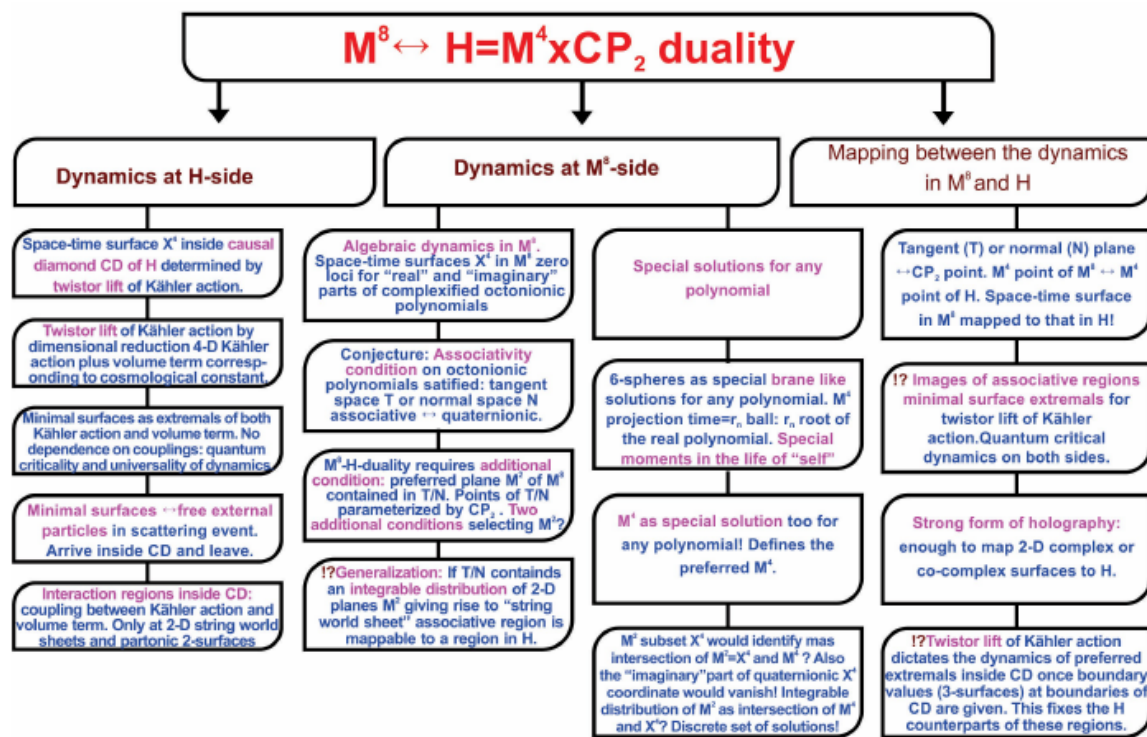 M⁸ ↔ H=M⁴xCP₂ duality
Dynamics at H-side
Space-time surface X⁴ inside causal
diamond CD of H determined by
twistor lift of Kähler action.
Twistor lift of Kähler action by
dimensional reduction 4-D Kähler
action plus volume term corresp-
onding to cosmological constant.
Minimal surfaces as extremals of both
Kähler action and volume term. No
dependence on couplings: quantum
criticality and universality of dynamics
Minimal surfaces ↔free external
particles in scattering event.
Arrive inside CD and leave.
Interaction regions inside CD:
coupling between Kähler action and
volume term. Only at 2-D string world
sheets and partonic 2-surfaces
Dynamics at M⁸-side
Algebraic dynamics in M⁸.
Space-time surfaces X⁴ in M⁸ zero
loci for “real” and “imaginary”
parts of complexified octonionic
polynomials
Conjecture: Associativity
condition on octonionic
polynomials satified: tangent
space T or normal space N
associative ↔ quaternionic.
M⁸-H-duality requires additional
condition: preferred plane M² of M⁸
contained in T/N. Points of T/N
parameterized by CP₂ . Two
additional conditions selecting M²?
!?Generalization: If T/N containds
an integrable distribution of 2-D
planes M² giving rise to “string
world sheet” associative region is
mappable to a region in H.
Special solutions for any
polynomial
6-spheres as special brane like
solutions for any polynomial. M⁴
projection time=rₙ ball: rₙ root of
the real polynomial. Special
moments in the life of “self”
M⁴ as special solution too for
any polynomial! Defines the
preferred M⁴.
M² subset X⁴ would identify mas
intersection of M²=X⁴ and M⁴ ? Also
the “imaginary”part of quaternionic X⁴
coordinate would vanish! Integrable
distribution of M² as intersection of M⁴
and X⁴? Discrete set of solutions!
Mapping between the dynamics
in M⁸ and H
Tangent (T) or normal (N) plane
↔CP₂ point. M⁴ point of M⁸ ↔ M⁴
point of H. Space-time surface
in M⁸ mapped to that in H!
!? Images of associative regions
minimal surface extremals for
twistor lift of Kähler
action.Quantum critical
dynamics on both sides.
Strong form of holography:
enough to map 2-D complex or
co-complex surfaces to H.
!?Twistor lift of Kähler action
dictates the dynamics of preferred
extremals inside CD once boundary
values (3-surfaces) at boundaries of
CD are given. This fixes the H
counterparts of these regions.